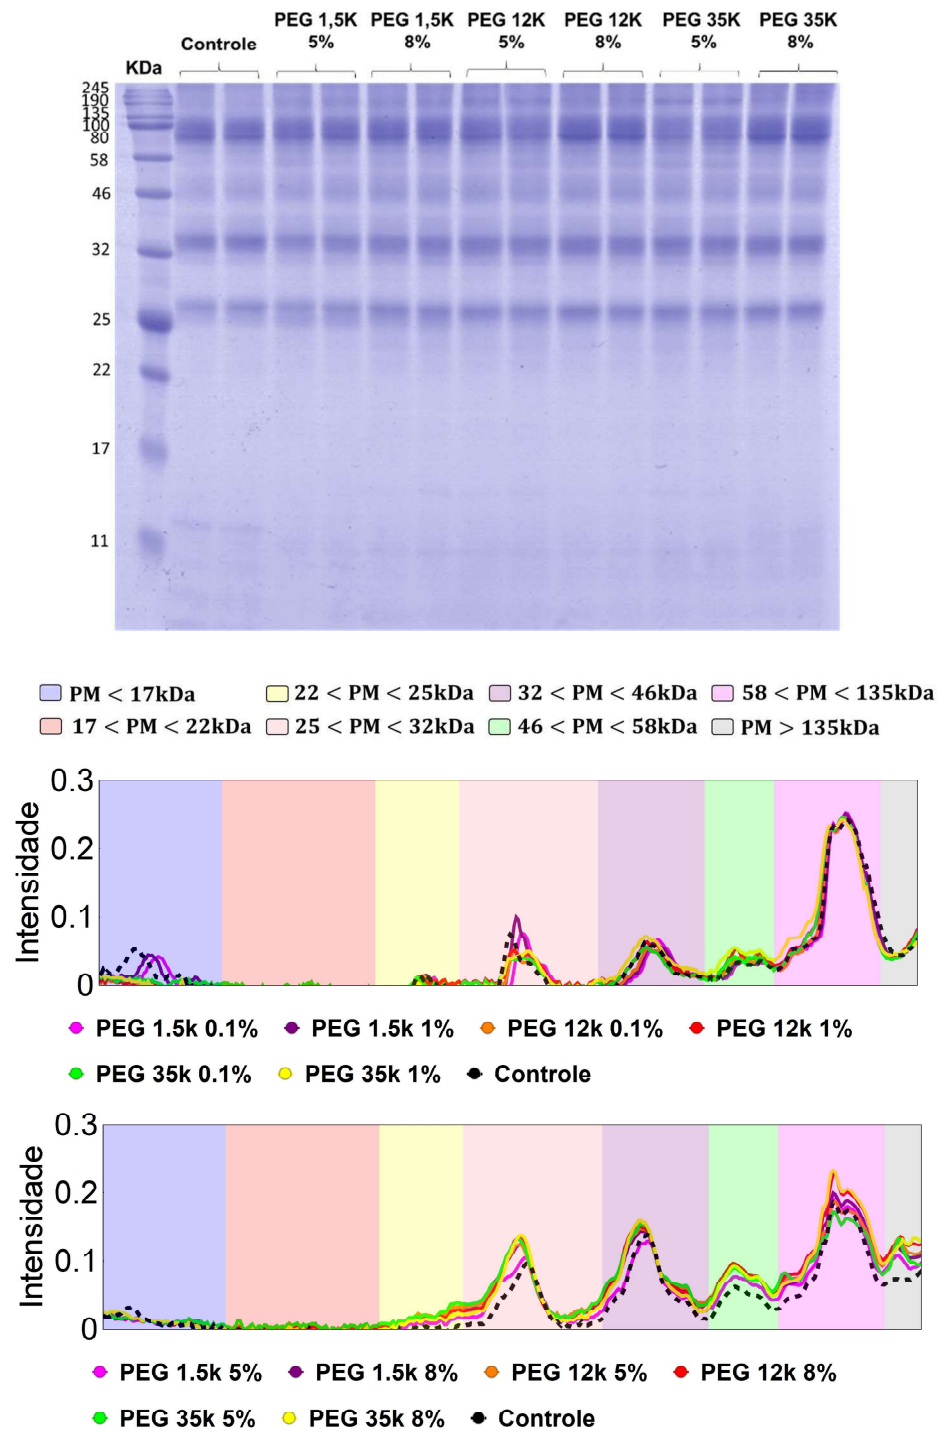 PEG 1,5K PEG 1,5K PEG 12K PEG 12K PEG 35K PEG 35K
Controle 5% 8% 5% 8% 5% 8%
KDa
245
190
135
100
80
58
46
32
25
22
17
11
PM < 17kDa 22 < PM < 25kDa 32 < PM < 46kDa 58 < PM < 135kDa
17 < PM < 22kDa 25 < PM < 32kDa 46 < PM < 58kDa PM > 135kDa
0.3
0.2
0.1
0
Intensidade
PEG 1.5k 0.1% PEG 1.5k 1% PEG 12k 0.1% PEG 12k 1%
PEG 35k 0.1% PEG 35k 1% Controle
0.3
0.2
0.1
0
Intensidade
PEG 1.5k 5% PEG 1.5k 8% PEG 12k 5% PEG 12k 8%
PEG 35k 5% PEG 35k 8% Controle